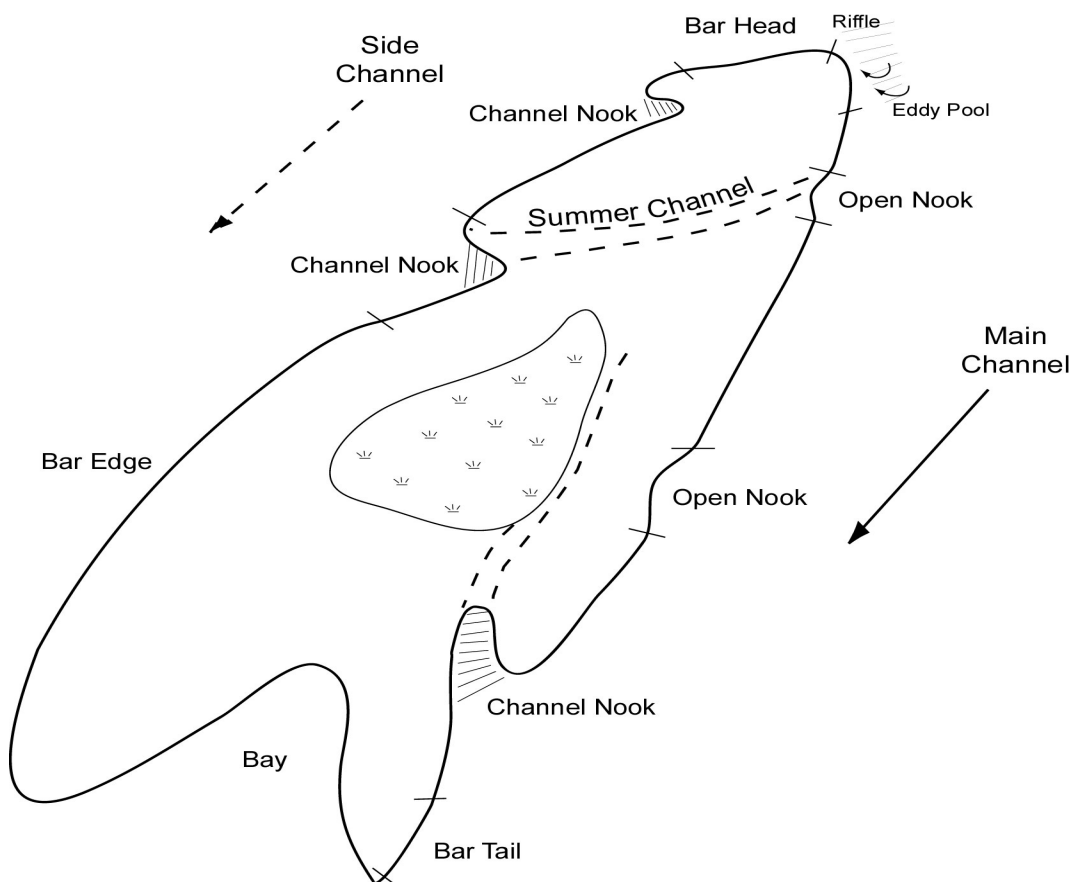 Riffle
Bar Head
Side
Channel
Channel Nook
Eddy Pool
Summer Channel
Open Nook
Channel Nook
Main
Channel
Bar Edge
Open Nook
Channel Nook
Bay
Bar Tail